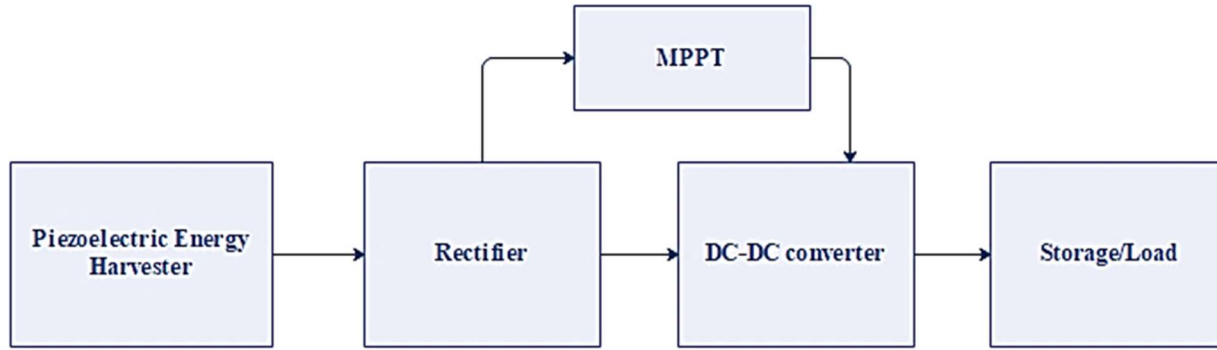 MPPT
Piezoelectric Energy
Harvester
Rectifier
DC-DC converter
Storage/Load